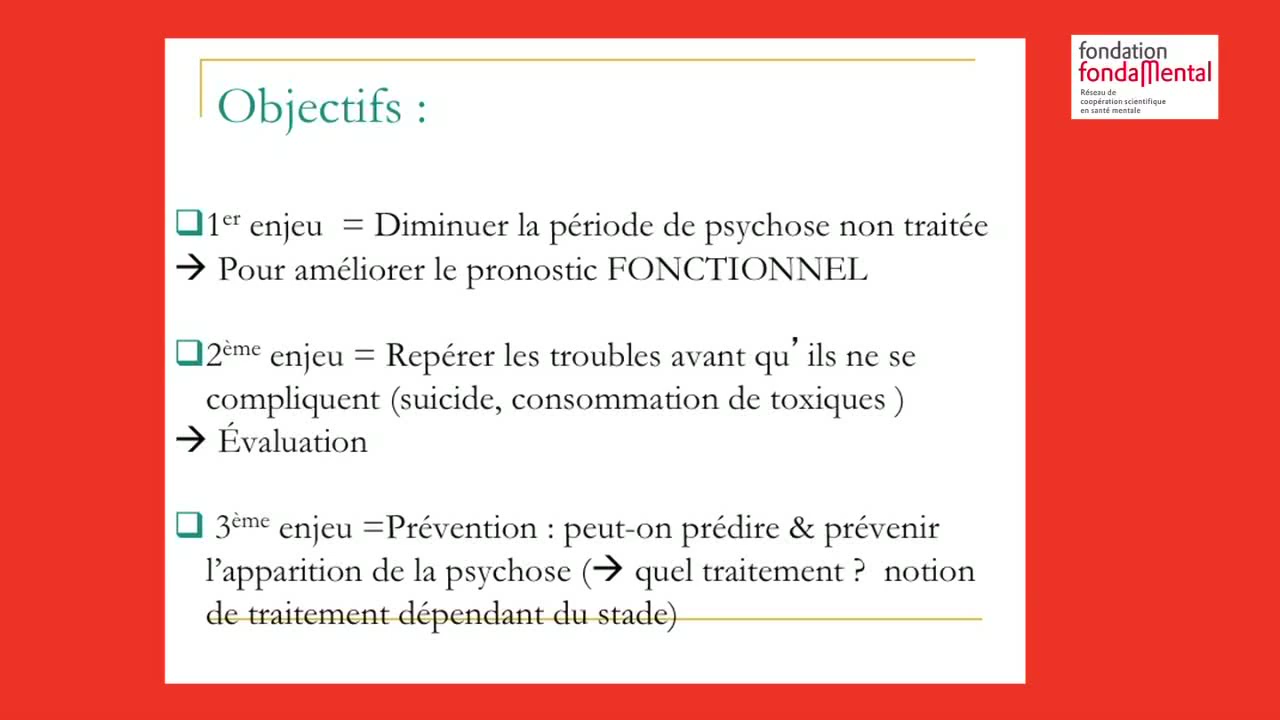 Objectifs :
1er enjeu = Diminuer la période de psychose non traitée
→ Pour améliorer le pronostic FONCTIONNEL
2ème enjeu = Repérer les troubles avant qu’ ils ne se
compliquent (suicide, consommation de toxiques )
→ Évaluation
3ème enjeu =Prévention : peut-on prédire & prévenir
l’apparition de la psychose (→ quel traitement ? notion
de traitement dépendant du stade)
fondation
fondaMental
Réseau de
coopération scientifique
en santé mentale